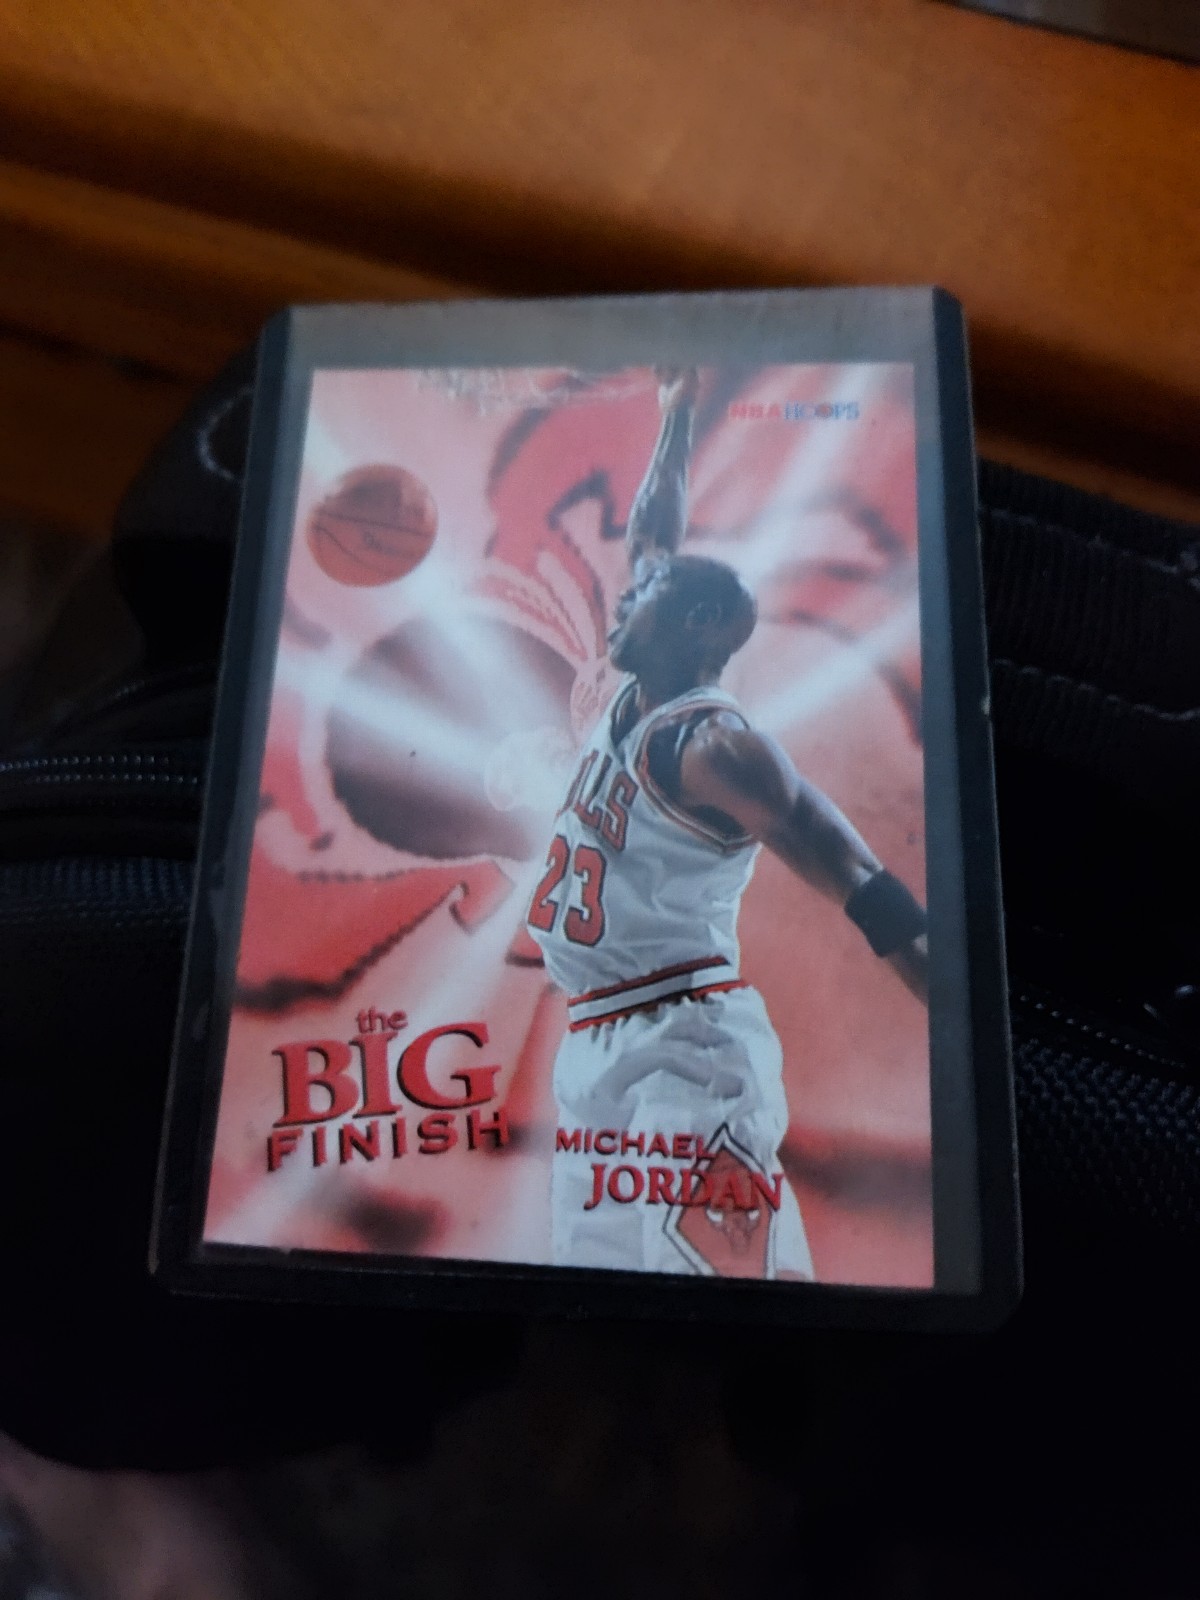 NBA HOOPS
BULLS
23
the
BIG
FINISH
MICHAEL
JORDAN